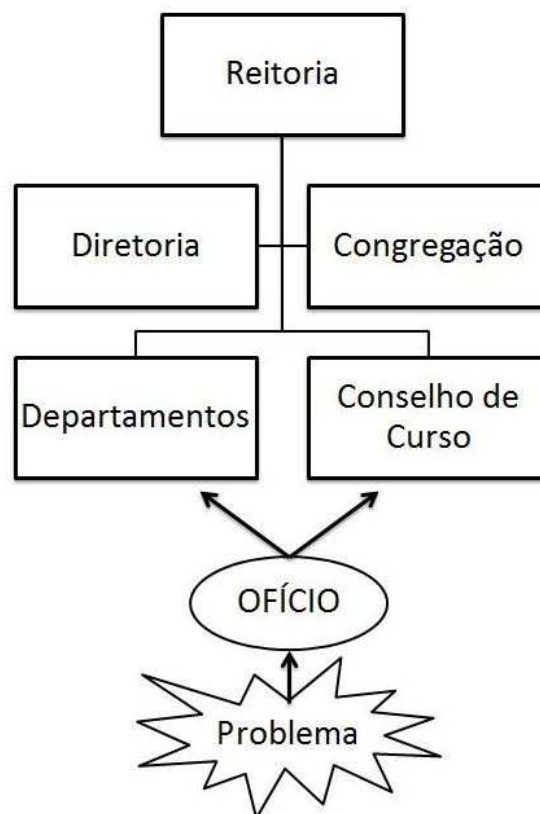 Reitoria
Diretoria
Congregação
Departamentos
Conselho de
Curso
OFÍCIO
Problema